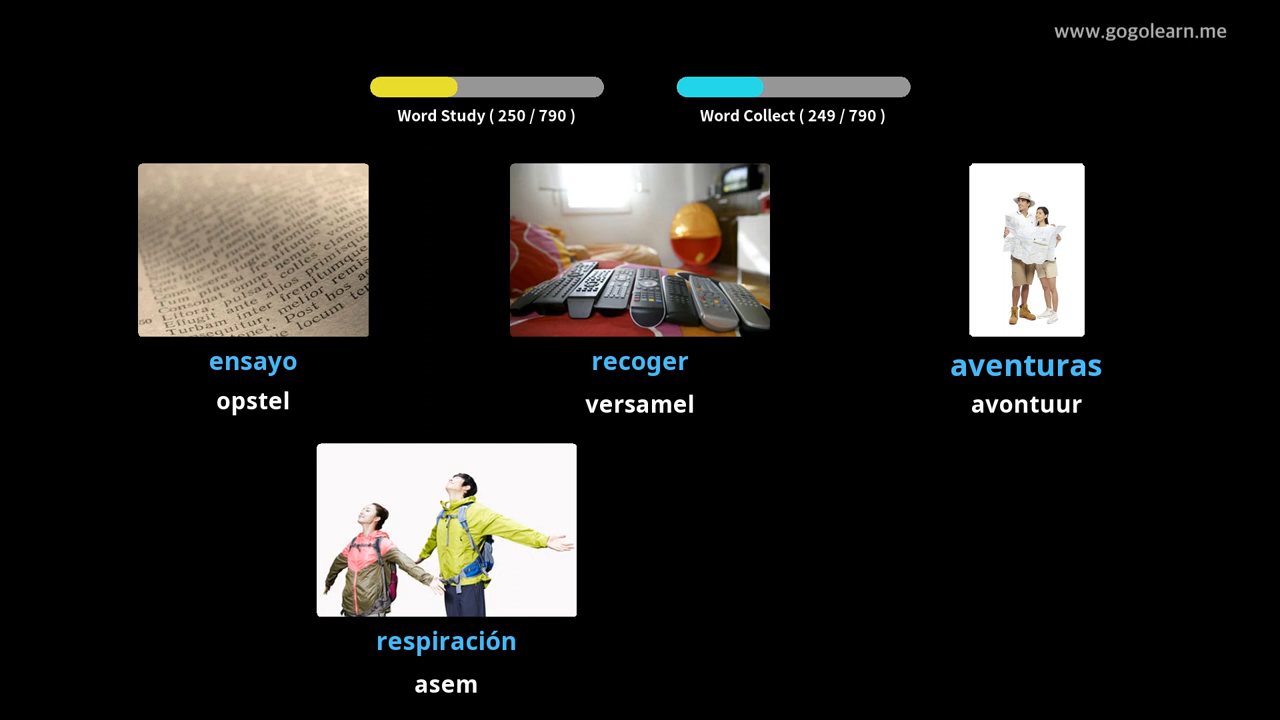 www.gogolearn.me
Word Study ( 250 / 790 )
Word Collect ( 249 / 790 )
ensayo
opstel
recoger
versamel
aventuras
avontuur
respiración
asem